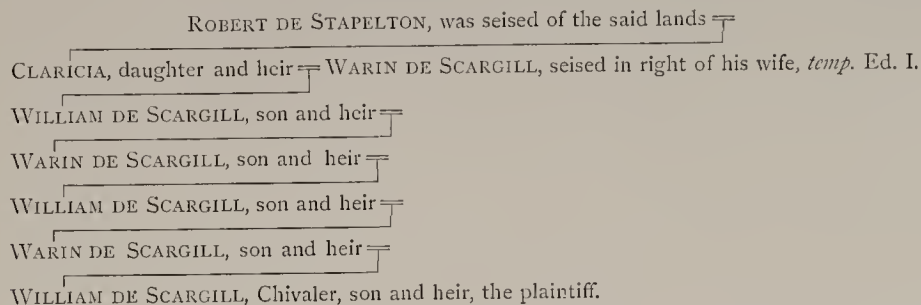 ROBERT DE STAPELTON, was seised of the said lands
CLARICIA, daughter and heir = WARIN DE SCARGILL, seised in right of his wife, temp. Ed. I.
WILLIAM DE SCARGILL, son and heir
WARIN DE SCARGILL, son and heir
WILLIAM DE SCARGILL, son and heir
WARIN DE SCARGILL, son and heir
WILLIAM DE SCARGILL, Chivaler, son and heir, the plaintiff.